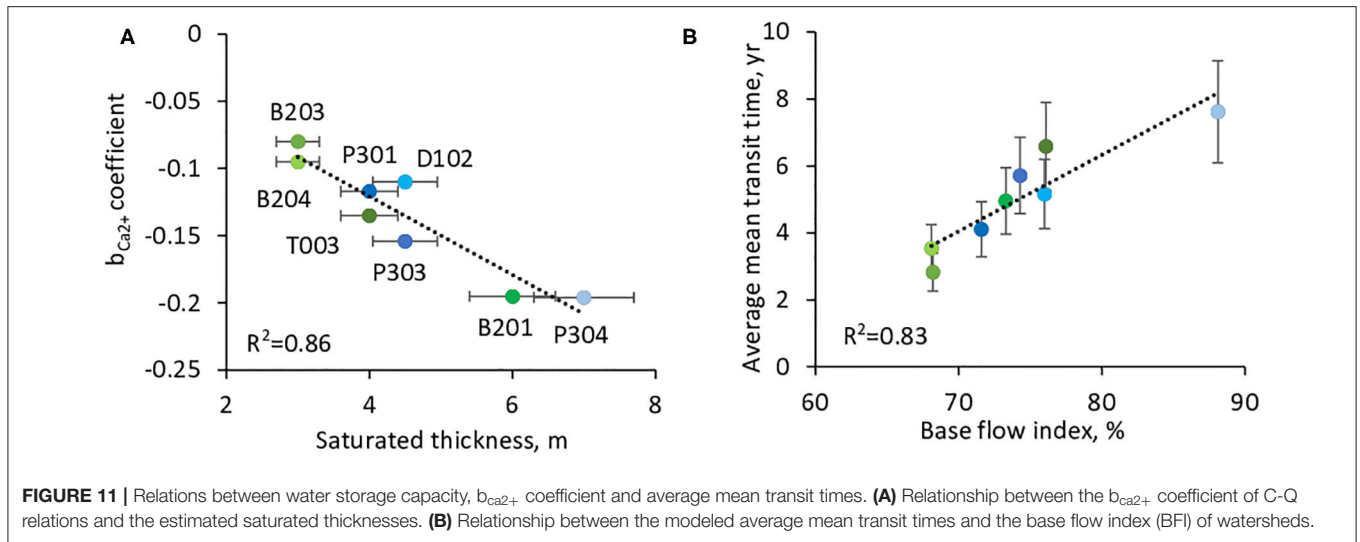 A
0
-0.05
-0.1
-0.15
-0.2
-0.25
b Ca2+ coefficient
B203
P301
D102
B204
T003
P303
B201
P304
R2=0.86
2 4 6 8
Saturated thickness, m
B
10
8
6
4
2
0
Average mean transit time, yr
R2=0.83
60 70 80 90
Base flow index, %
FIGURE 11 | Relations between water storage capacity, bca2+ coefficient and average mean transit times. (A) Relationship between the bca2+ coefficient of C-Q
relations and the estimated saturated thicknesses. (B) Relationship between the modeled average mean transit times and the base flow index (BFI) of watersheds.